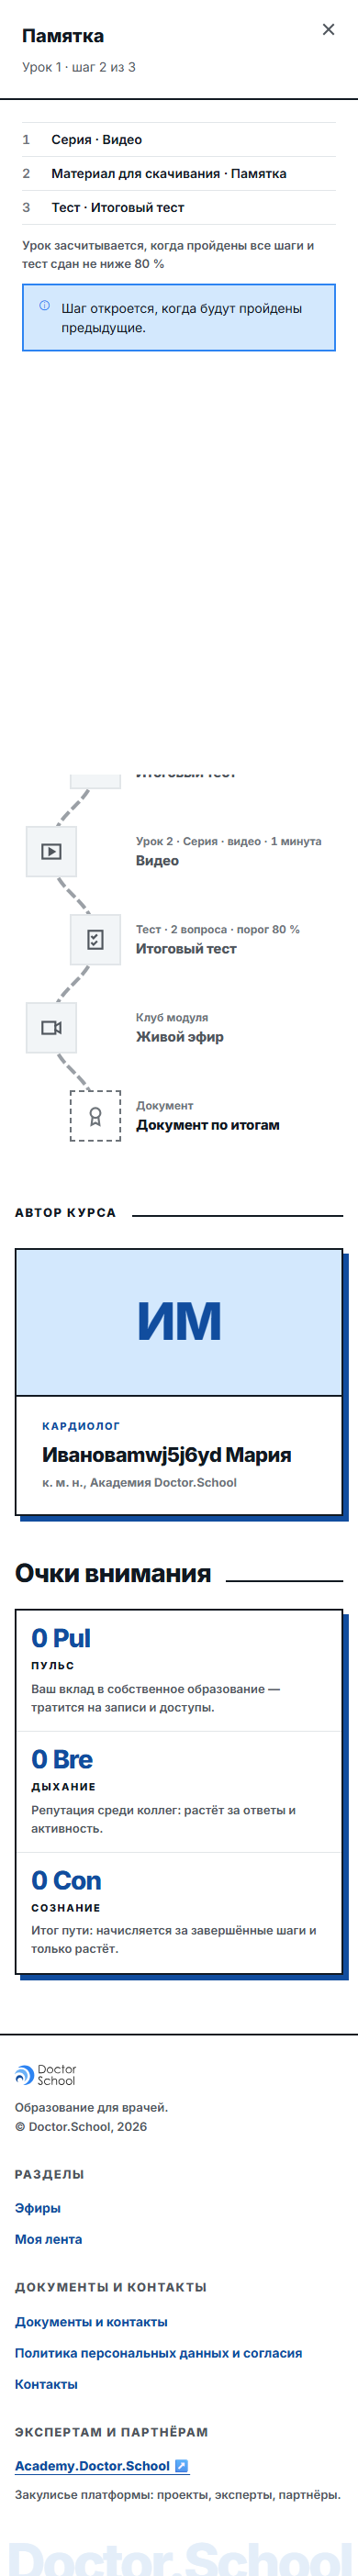 Памятка
Урок 1 · шаг 2 из 3
1 Серия · Видео
2 Материал для скачивания · Памятка
3 Тест · Итоговый тест
Урок засчитывается, когда пройдены все шаги и
тест сдан не ниже 80 %
Шаг откроется, когда будут пройдены
предыдущие.
Итоговый тест
Урок 2 · Серия · видео · 1 минута
Видео
Тест · 2 вопроса · порог 80 %
Итоговый тест
Клуб модуля
Живой эфир
Документ
Документ по итогам
АВТОР КУРСА
ИМ
КАРДИОЛОГ
Ивановаmwj5j6yd Мария
к. м. н., Академия Doctor.School
Очки внимания
0 Pul
ПУЛЬС
Ваш вклад в собственное образование —
тратится на записи и доступы.
0 Bre
ДЫХАНИЕ
Репутация среди коллег: растёт за ответы и
активность.
0 Con
СОЗНАНИЕ
Итог пути: начисляется за завершённые шаги и
только растёт.
Doctor
School
Образование для врачей.
© Doctor.School, 2026
РАЗДЕЛЫ
Эфиры
Моя лента
ДОКУМЕНТЫ И КОНТАКТЫ
Документы и контакты
Политика персональных данных и согласия
Контакты
ЭКСПЕРТАМ И ПАРТНЁРАМ
Academy.Doctor.School ↗
Закулисье платформы: проекты, эксперты, партнёры.
Doctor.School